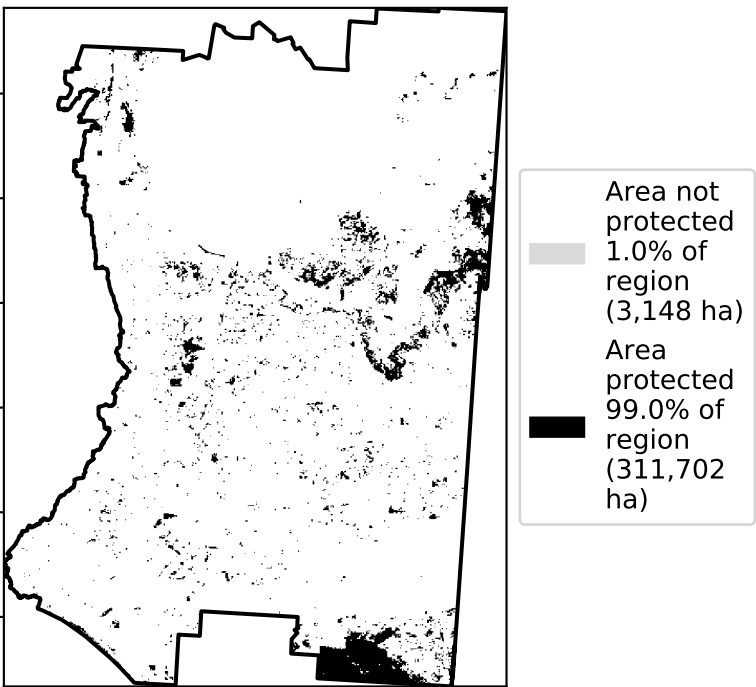 Area not
protected
1.0% of
region
(3,148 ha)
Area
protected
99.0% of
region
(311,702
ha)